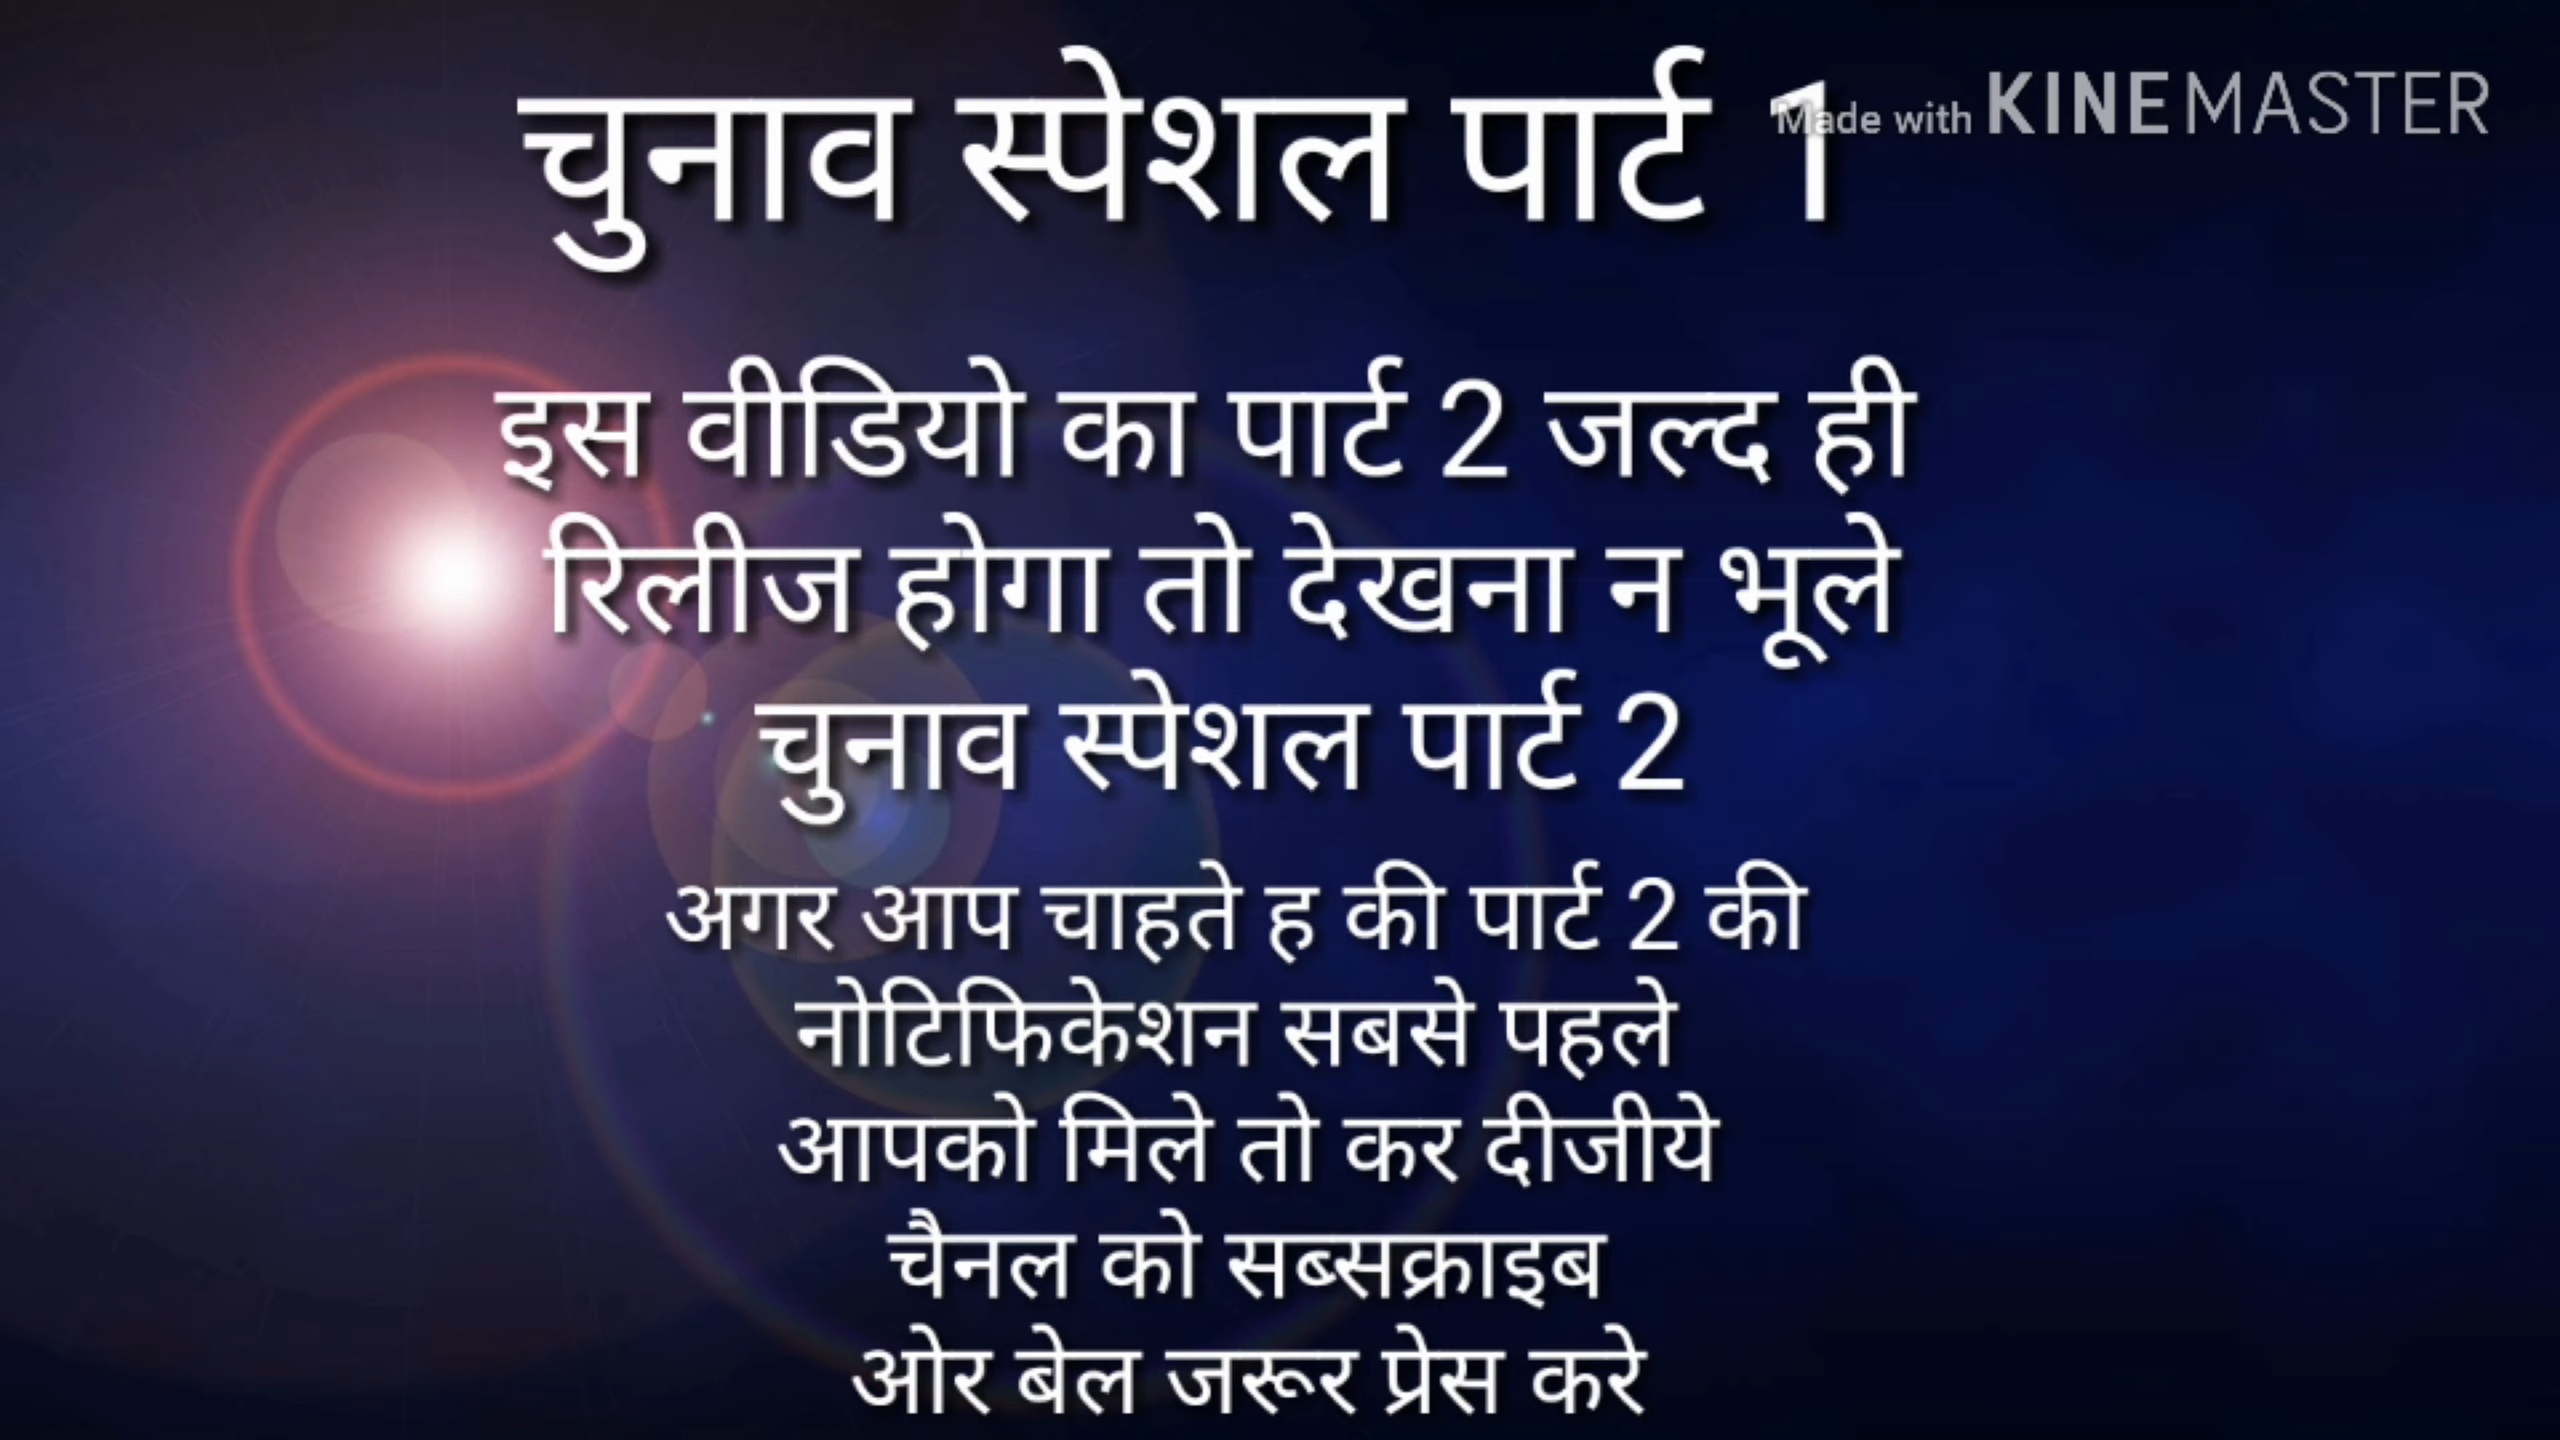 चुनाव स्पेशल पार्ट 1
Made with KINEMASTER
इस वीडियो का पार्ट 2 जल्द ही
रिलीज होगा तो देखना न भूले
चुनाव स्पेशल पार्ट 2
अगर आप चाहते ह की पार्ट 2 की
नोटिफिकेशन सबसे पहले
आपको मिले तो कर दीजीये
चैनल को सब्सक्राइब
ओर बेल जरूर प्रेस करे